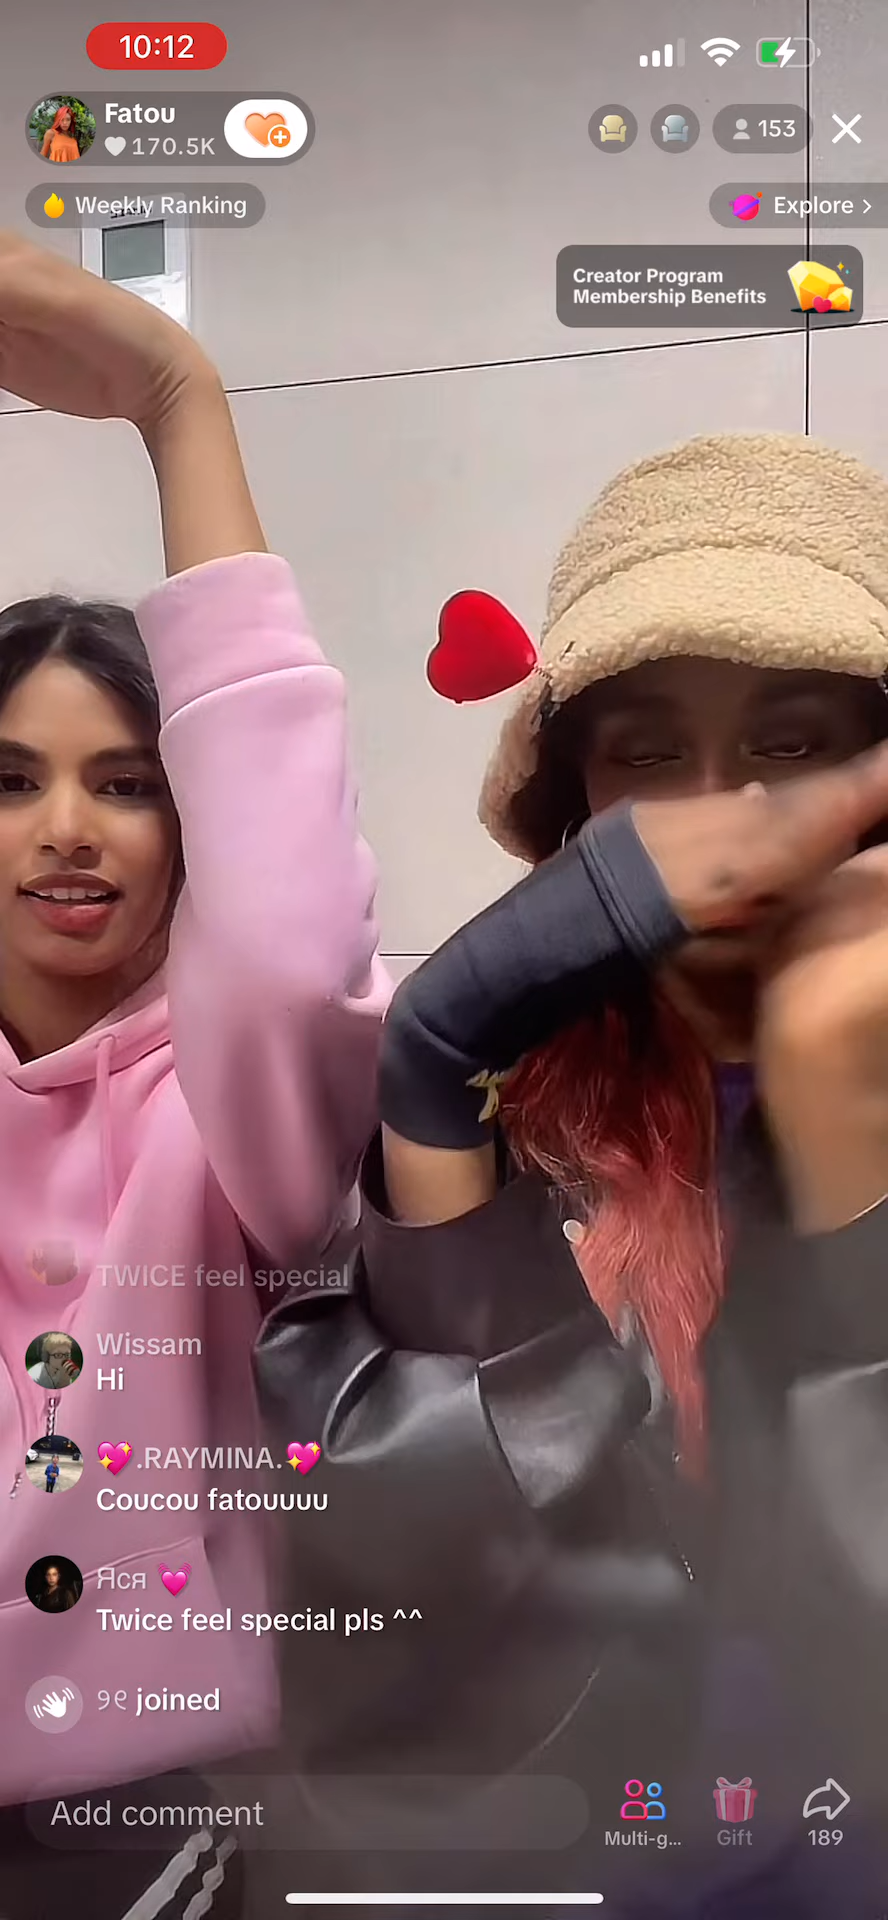 10:12
Fatou
170.5K
153
Weekly Ranking
Explore >
Creator Program
Membership Benefits
TWICE feel special
Wissam
Hi
💖.RAYMINA.💖
Coucou fatouuuu
Яся 💓
Twice feel special pls ^^
୨୧ joined
Add comment
Multi-g...
Gift
189